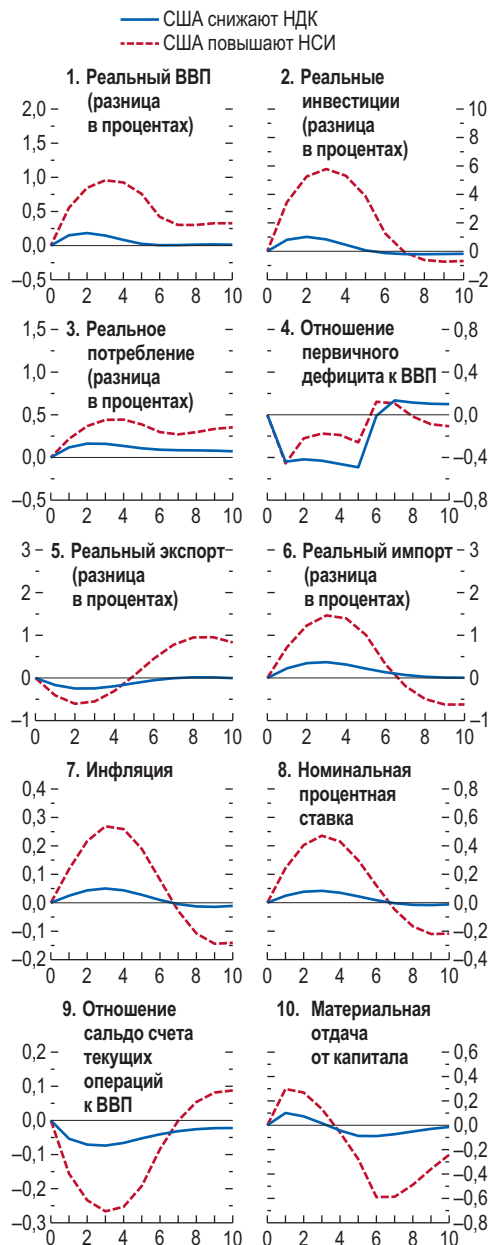 США снижают НДК
США повышают НСИ
1. Реальный ВВП
(разница
в процентах)
2,0
1,5
1,0
0,5
0,0
–0,5
0 2 4 6 8 10
2. Реальные
инвестиции
(разница
в процентах)
10
8
6
4
2
0
–2
0 2 4 6 8 10
3. Реальное
потребление
(разница
в процентах)
1,5
1,0
0,5
0,0
–0,5
0 2 4 6 8 10
4. Отношение
первичного
дефицита к ВВП
0,8
0,4
0,0
–0,4
–0,8
0 2 4 6 8 10
5. Реальный экспорт
(разница
в процентах)
3
2
1
0
–1
0 2 4 6 8 10
6. Реальный импорт
(разница
в процентах)
3
2
1
0
–1
0 2 4 6 8 10
7. Инфляция
0,4
0,3
0,2
0,1
0,0
–0,1
–0,2
0 2 4 6 8 10
8. Номинальная
процентная
ставка
0,8
0,6
0,4
0,2
0,0
–0,2
–0,4
0 2 4 6 8 10
9. Отношение
сальдо счета
текущих
операций
к ВВП
0,2
0,1
0,0
–0,1
–0,2
–0,3
0 2 4 6 8 10
10. Материальная
отдача
от капитала
0,6
0,4
0,2
0,0
–0,2
–0,4
–0,6
–0,8
0 2 4 6 8 10